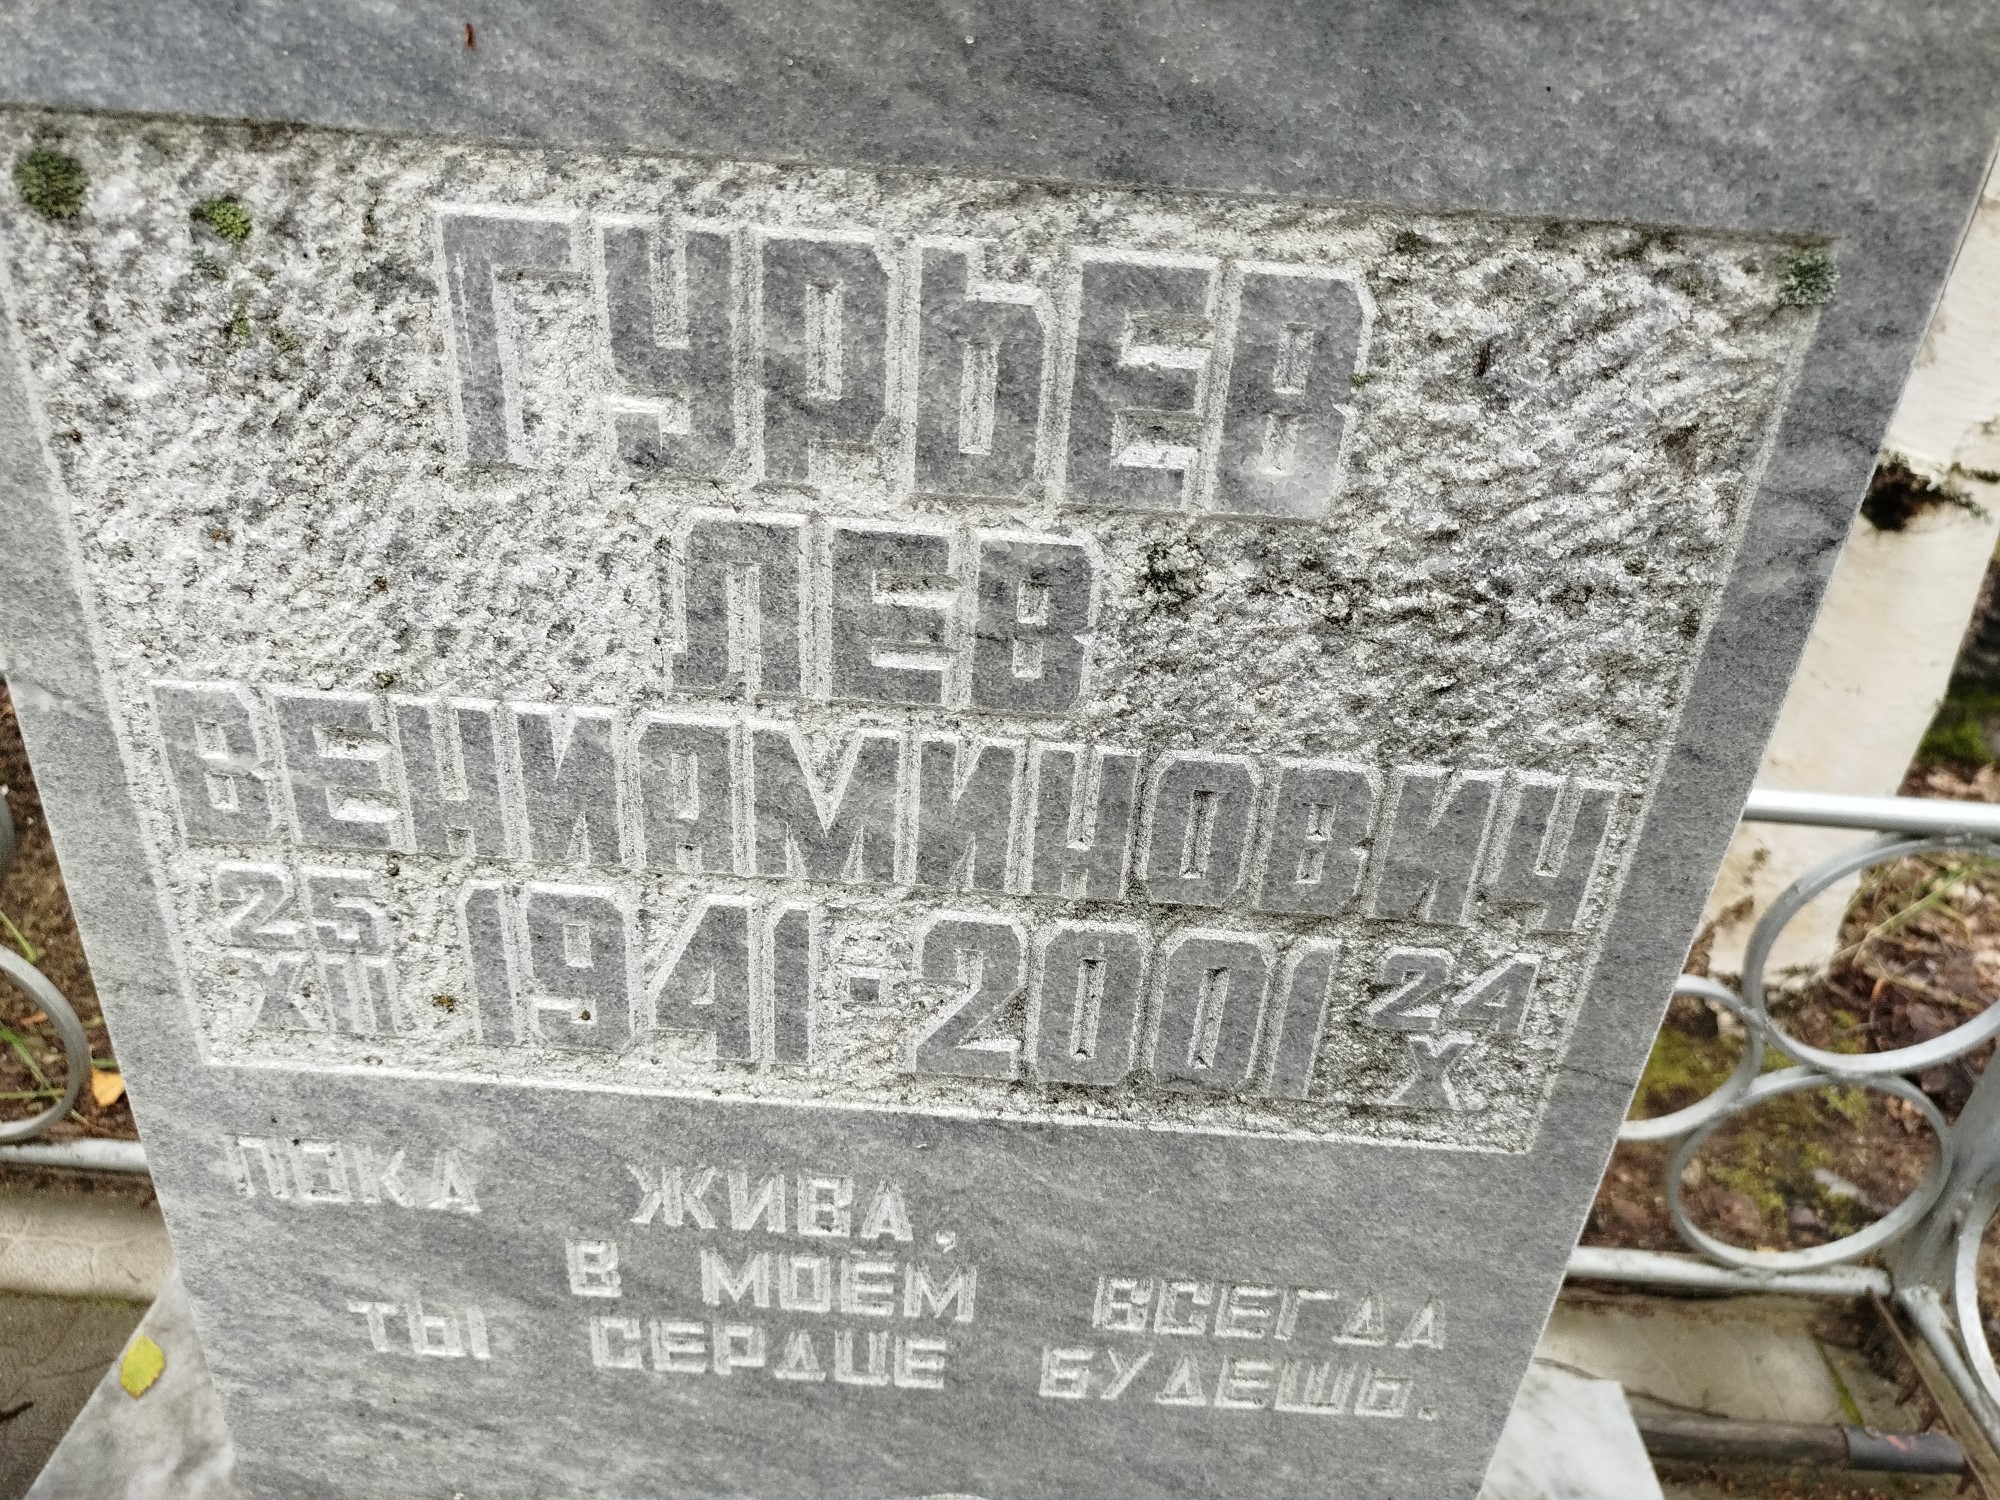 ГУРЬЕВ
ЛЕВ
ВЕНИАМИНОВИЧ
25 XII 1941 - 2001 24 X
ПОКА ЖИВА,
В МОЁМ ВСЕГДА
ТЫ СЕРДЦЕ БУДЕШЬ.